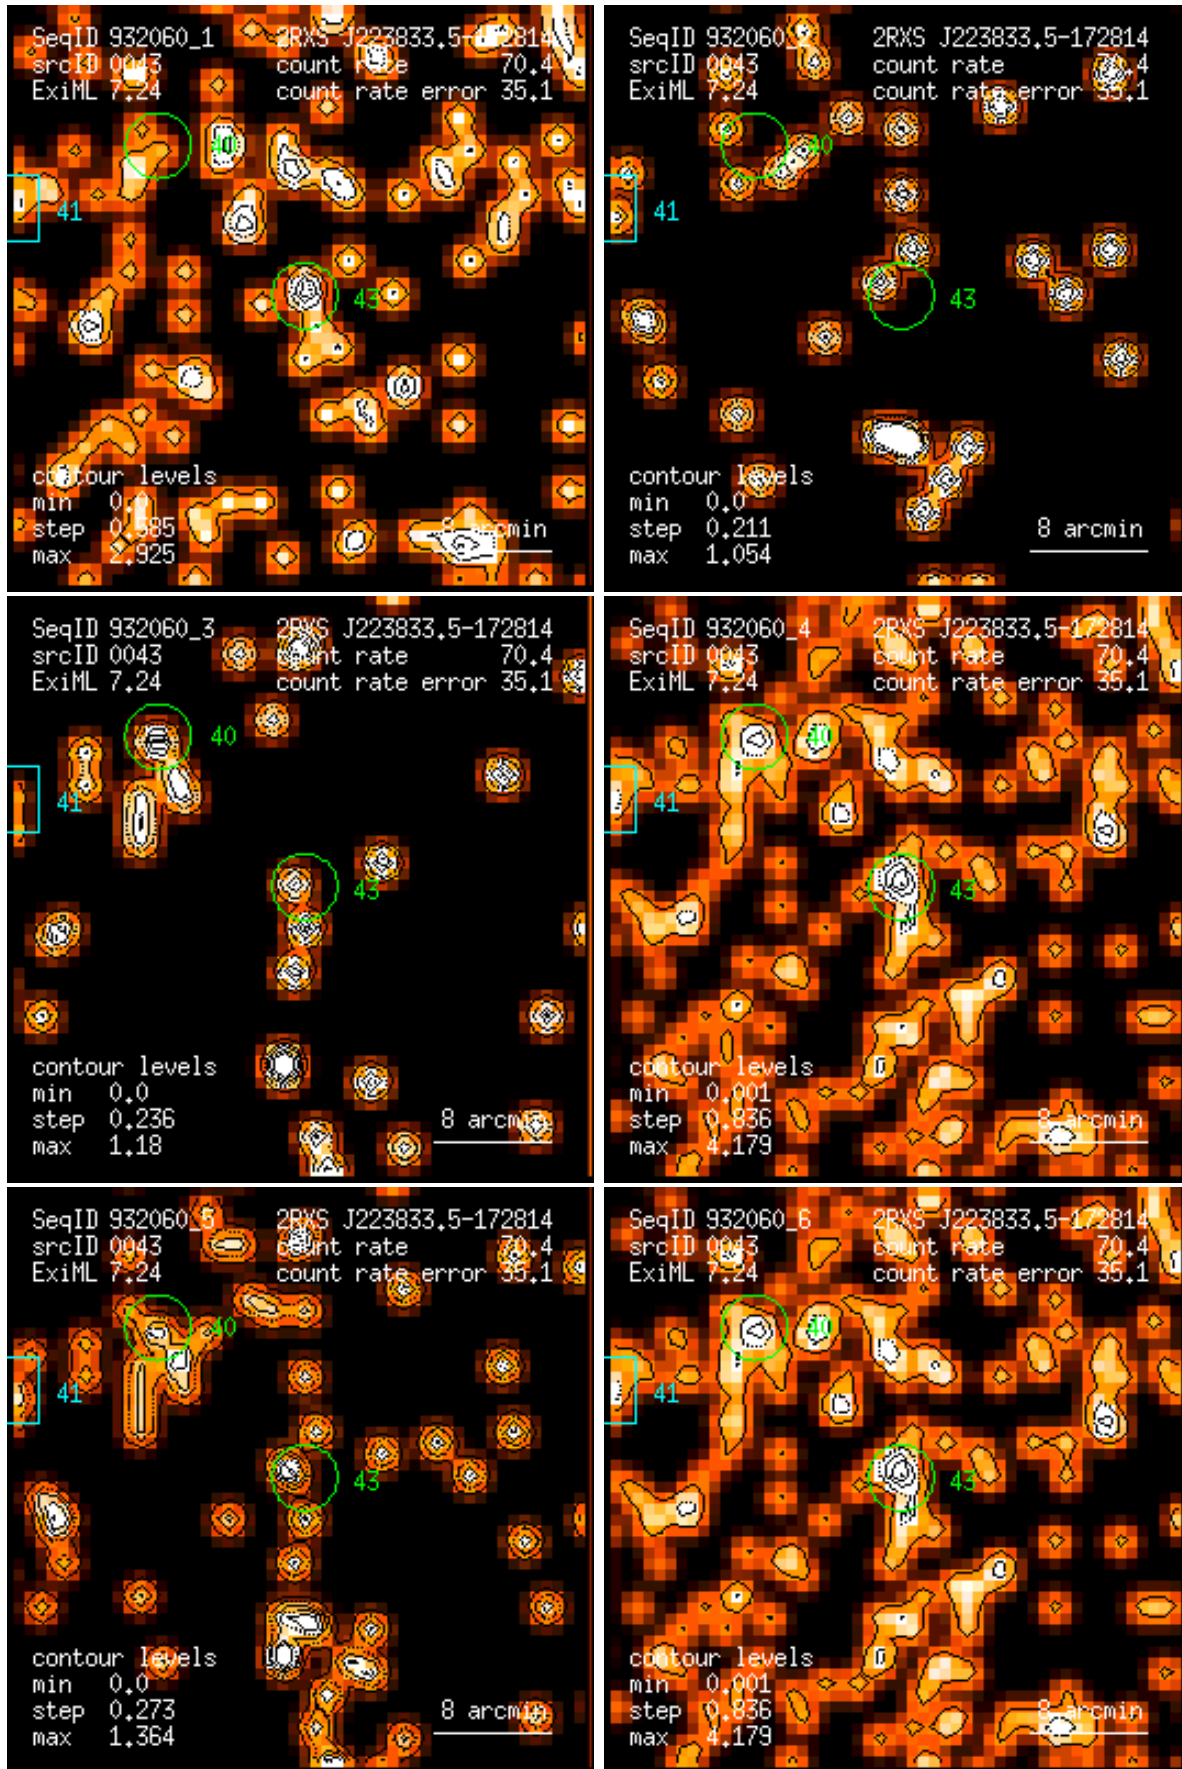 SeqID 932060_1 2RXS J223833.5-172814
srcID 0043 count rate 70.4
ExiML 7.24 count rate error 35.1
40
41
43
contour levels
min 0.0
step 0.585
max 2.925
8 arcmin
SeqID 932060_2 2RXS J223833.5-172814
srcID 0043 count rate 70.4
ExiML 7.24 count rate error 35.1
40
41
43
contour levels
min 0.0
step 0.211
max 1.054
8 arcmin
SeqID 932060_3 2RXS J223833.5-172814
srcID 0043 count rate 70.4
ExiML 7.24 count rate error 35.1
40
41
43
contour levels
min 0.0
step 0.236
max 1.18
8 arcmin
SeqID 932060_4 2RXS J223833.5-172814
srcID 0043 count rate 70.4
ExiML 7.24 count rate error 35.1
40
41
43
contour levels
min 0.001
step 0.836
max 4.179
8 arcmin
SeqID 932060_5 2RXS J223833.5-172814
srcID 0043 count rate 70.4
ExiML 7.24 count rate error 35.1
40
41
43
contour levels
min 0.0
step 0.273
max 1.364
8 arcmin
SeqID 932060_6 2RXS J223833.5-172814
srcID 0043 count rate 70.4
ExiML 7.24 count rate error 35.1
40
41
43
contour levels
min 0.001
step 0.836
max 4.179
8 arcmin